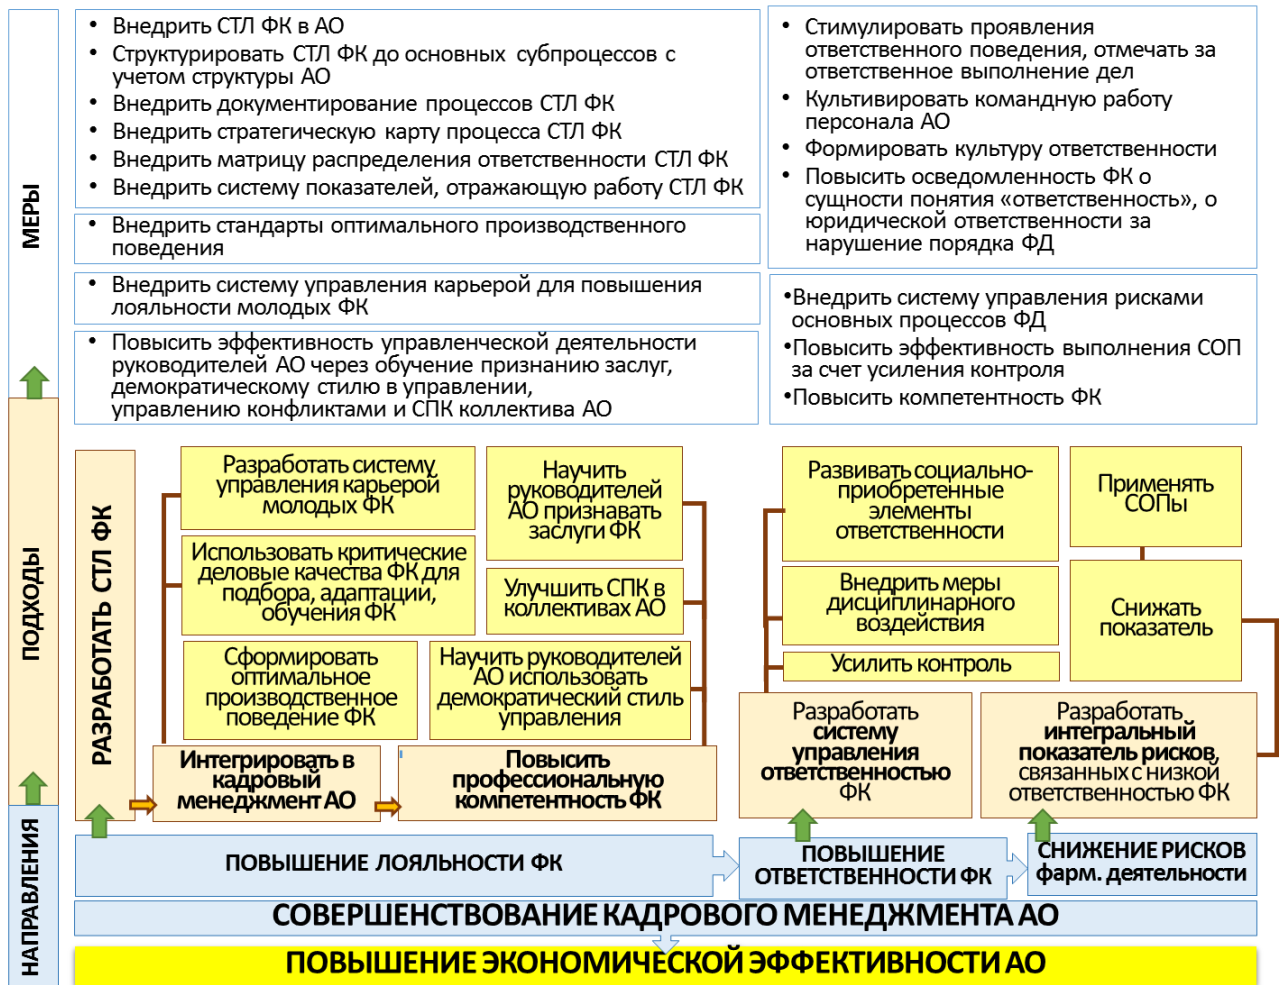 МЕРЫ
• Внедрить СТЛ ФК в АО
• Структурировать СТЛ ФК до основных субпроцессов с
учетом структуры АО
• Внедрить документирование процессов СТЛ ФК
• Внедрить стратегическую карту процесса СТЛ ФК
• Внедрить матрицу распределения ответственности СТЛ ФК
• Внедрить систему показателей, отражающую работу СТЛ ФК
• Внедрить стандарты оптимального производственного
поведения
• Внедрить систему управления карьерой для повышения
лояльности молодых ФК
• Повысить эффективность управленческой деятельности
руководителей АО через обучение признанию заслуг,
демократическому стилю в управлении,
управлению конфликтами и СПК коллектива АО
• Стимулировать проявления
ответственного поведения, отмечать за
ответственное выполнение дел
• Культивировать командную работу
персонала АО
• Формировать культуру ответственности
• Повысить осведомленность ФК о
сущности понятия «ответственность», о
юридической ответственности за
нарушение порядка ФД
•Внедрить систему управления рисками
основных процессов ФД
•Повысить эффективность выполнения СОП
за счет усиления контроля
•Повысить компетентность ФК
ПОДХОДЫ
РАЗРАБОТАТЬ СТЛ ФК
Разработать систему
управления карьерой
молодых ФК
Использовать критические
деловые качества ФК для
подбора, адаптации,
обучения ФК
Сформировать
оптимальное
производственное
поведение ФК
Интегрировать в
кадровый
менеджмент АО
Научить
руководителей
АО признавать
заслуги ФК
Улучшить СПК в
коллективах АО
Научить руководителей
АО использовать
демократический стиль
управления
Повысить
профессиональную
компетентность ФК
Развивать социально-
приобретенные
элементы
ответственности
Внедрить меры
дисциплинарного
воздействия
Усилить контроль
Разработать
систему
управления
ответственностью
ФК
Применять
СОПы
Снижать
показатель
Разработать
интегральный
показатель рисков,
связанных с низкой
ответственностью ФК
НАПРАВЛЕНИЯ
ПОВЫШЕНИЕ ЛОЯЛЬНОСТИ ФК
ПОВЫШЕНИЕ
ОТВЕТСТВЕННОСТИ ФК
СНИЖЕНИЕ РИСКОВ
фарм. деятельности
СОВЕРШЕНСТВОВАНИЕ КАДРОВОГО МЕНЕДЖМЕНТА АО
ПОВЫШЕНИЕ ЭКОНОМИЧЕСКОЙ ЭФФЕКТИВНОСТИ АО